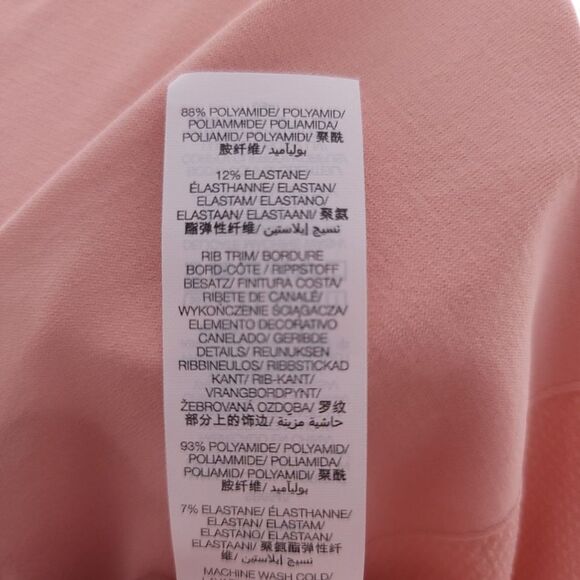 88% POLYAMIDE/ POLYAMID/
POLIAMMIDE/ POLIAMIDA/
POLIAMID/ POLYAMIDI/ 聚酰
胺纤维/ بوليآميد
12% ELASTANE/
ÉLASTHANNE/ ELASTAN/
ELASTAM/ ELASTANO/
ELASTAAN/ ELASTAANI/ 聚氨
酯弹性纤维/ نسيج إيلاستين
RIB TRIM/ BORDURE
BORD-CÔTE/ RIPPSTOFF
BESATZ/ FINITURA COSTA/
RIBETE DE CANALÉ/
WYKOŃCZENIE ŚCIĄGACZA/
ELEMENTO DECORATIVO
CANELADO/ GERIBDE
DETAILS/ REUNUKSEN
RIBBINEULOS/ RIBBSTICKAD
KANT/ RIB-KANT/
VRANGBORDPYNT/
ŽEBROVANÁ OZDOBA/ 罗纹
部分上的饰边/ حاشية مزينة
93% POLYAMIDE/ POLYAMID/
POLIAMMIDE/ POLIAMIDA/
POLIAMID/ POLYAMIDI/ 聚酰
胺纤维/ بوليآميد
7% ELASTANE/ ÉLASTHANNE/
ELASTAN/ ELASTAM/
ELASTANO/ ELASTAAN/
ELASTAANI/ 聚氨酯弹性纤
维/ نسيج إيلاستين
MACHINE WASH COLD/